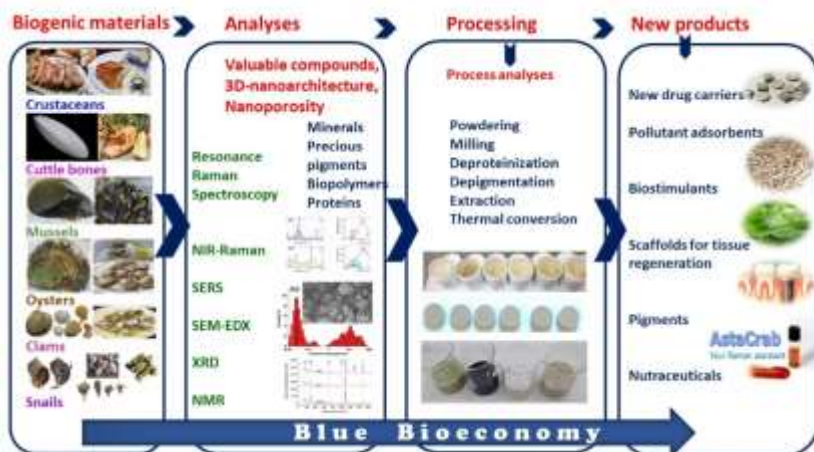 Biogenic materials
Analyses
Processing
New products
Crustaceans
Cuttle bones
Mussels
Oysters
Clams
Snails
Valuable compounds,
3D-nanoarchitecture,
Nanoporosity
Minerals
Precious
pigments
Biopolymers
Proteins
Resonance
Raman
Spectroscopy
NIR-Raman
SERS
SEM-EDX
XRD
NMR
Process analyses
Powdering
Milling
Deproteinization
Depigmentation
Extraction
Thermal conversion
New drug carriers
Pollutant adsorbents
Biostimulants
Scaffolds for tissue
regeneration
Pigments
AstaCrab
Nutraceuticals
Blue Bioeconomy